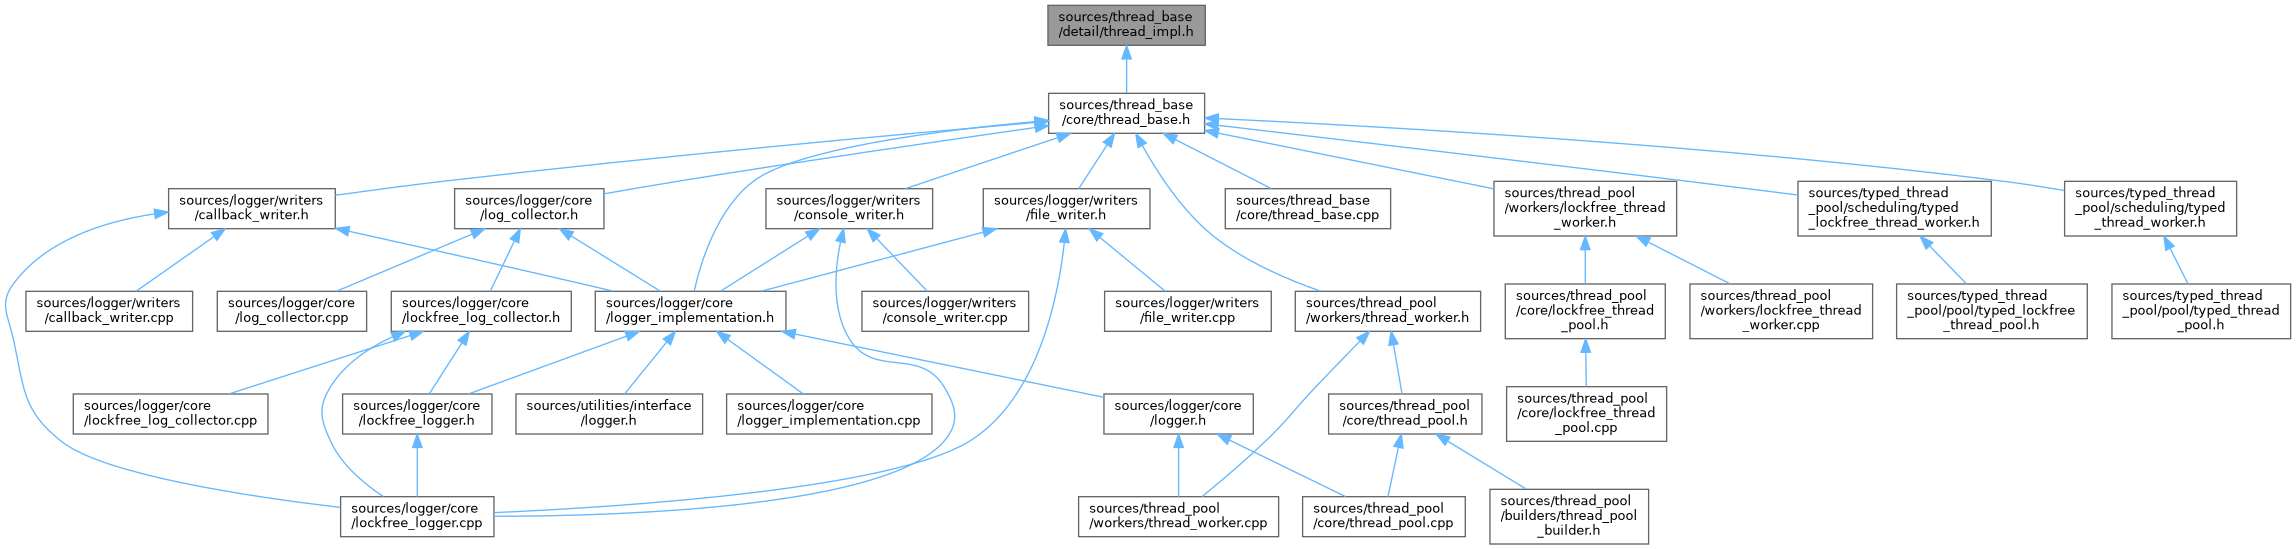 sources/thread_base
/detail/thread_impl.h
sources/thread_base
/core/thread_base.h
sources/logger/writers
/callback_writer.h
sources/logger/core
/log_collector.h
sources/logger/writers
/console_writer.h
sources/logger/writers
/file_writer.h
sources/thread_base
/core/thread_base.cpp
sources/thread_pool
/workers/lockfree_thread
_worker.h
sources/typed_thread
_pool/scheduling/typed
_lockfree_thread_worker.h
sources/typed_thread
_pool/scheduling/typed
_thread_worker.h
sources/logger/writers
/callback_writer.cpp
sources/logger/core
/log_collector.cpp
sources/logger/core
/lockfree_log_collector.h
sources/logger/core
/logger_implementation.h
sources/logger/writers
/console_writer.cpp
sources/logger/writers
/file_writer.cpp
sources/thread_pool
/workers/thread_worker.h
sources/thread_pool
/core/lockfree_thread
_pool.h
sources/thread_pool
/workers/lockfree_thread
_worker.cpp
sources/typed_thread
_pool/pool/typed_lockfree
_thread_pool.h
sources/typed_thread
_pool/pool/typed_thread
_pool.h
sources/logger/core
/lockfree_log_collector.cpp
sources/logger/core
/lockfree_logger.h
sources/utilities/interface
/logger.h
sources/logger/core
/logger_implementation.cpp
sources/logger/core
/logger.h
sources/thread_pool
/core/thread_pool.h
sources/thread_pool
/core/lockfree_thread
_pool.cpp
sources/logger/core
/lockfree_logger.cpp
sources/thread_pool
/workers/thread_worker.cpp
sources/thread_pool
/core/thread_pool.cpp
sources/thread_pool
/builders/thread_pool
_builder.h